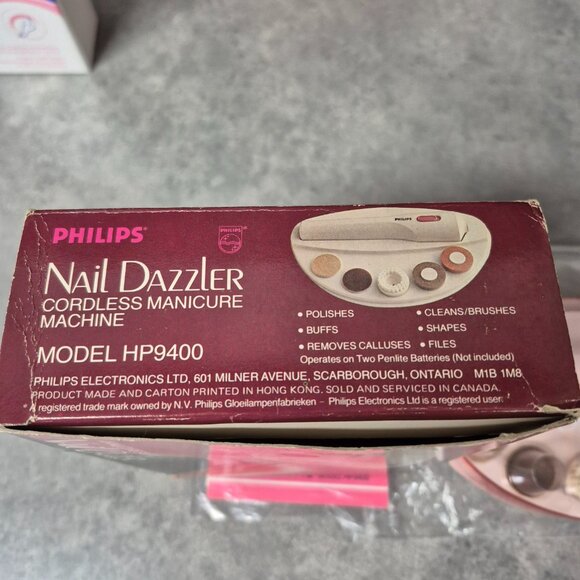 PHILIPS®
PHILIPS
PHILIPS
Nail Dazzler
CORDLESS MANICURE
MACHINE
MODEL HP9400
• POLISHES
• BUFFS
• REMOVES CALLUSES
• CLEANS/BRUSHES
• SHAPES
• FILES
Operates on Two Penlite Batteries (Not included)
PHILIPS ELECTRONICS LTD, 601 MILNER AVENUE, SCARBOROUGH, ONTARIO M1B 1M8
PRODUCT MADE AND CARTON PRINTED IN HONG KONG. SOLD AND SERVICED IN CANADA.
A registered trade mark owned by N.V. Philips Gloeilampenfabrieken - Philips Electronics Ltd is a registered user.